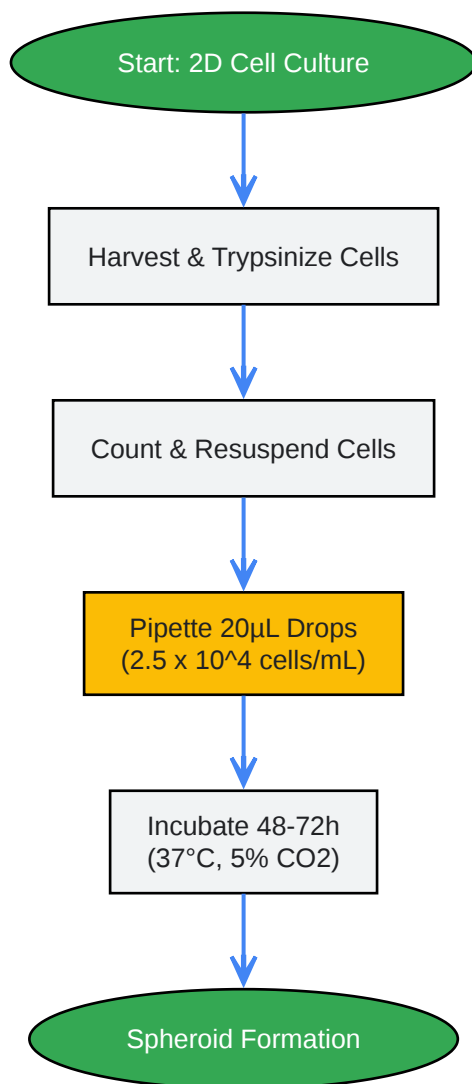 Start: 2D Cell Culture
Harvest & Trypsinize Cells
Count & Resuspend Cells
Pipette 20µL Drops
(2.5 x 10^4 cells/mL)
Incubate 48-72h
(37°C, 5% CO2)
Spheroid Formation